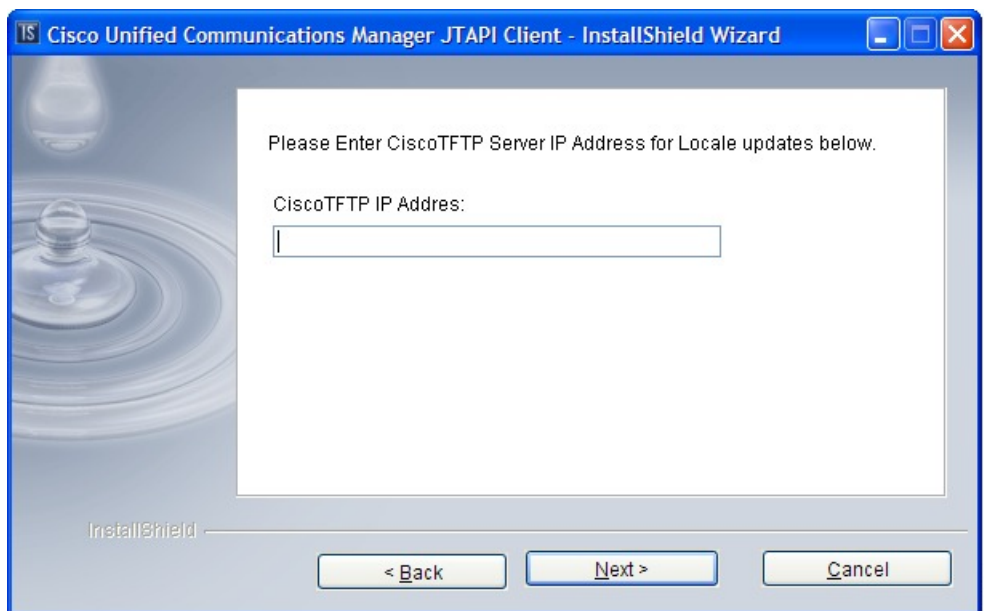 IS Cisco Unified Communications Manager JTAPI Client - InstallShield Wizard
Please Enter CiscoTFTP Server IP Address for Locale updates below.
CiscoTFTP IP Addres:
InstallShield
< Back
Next >
Cancel